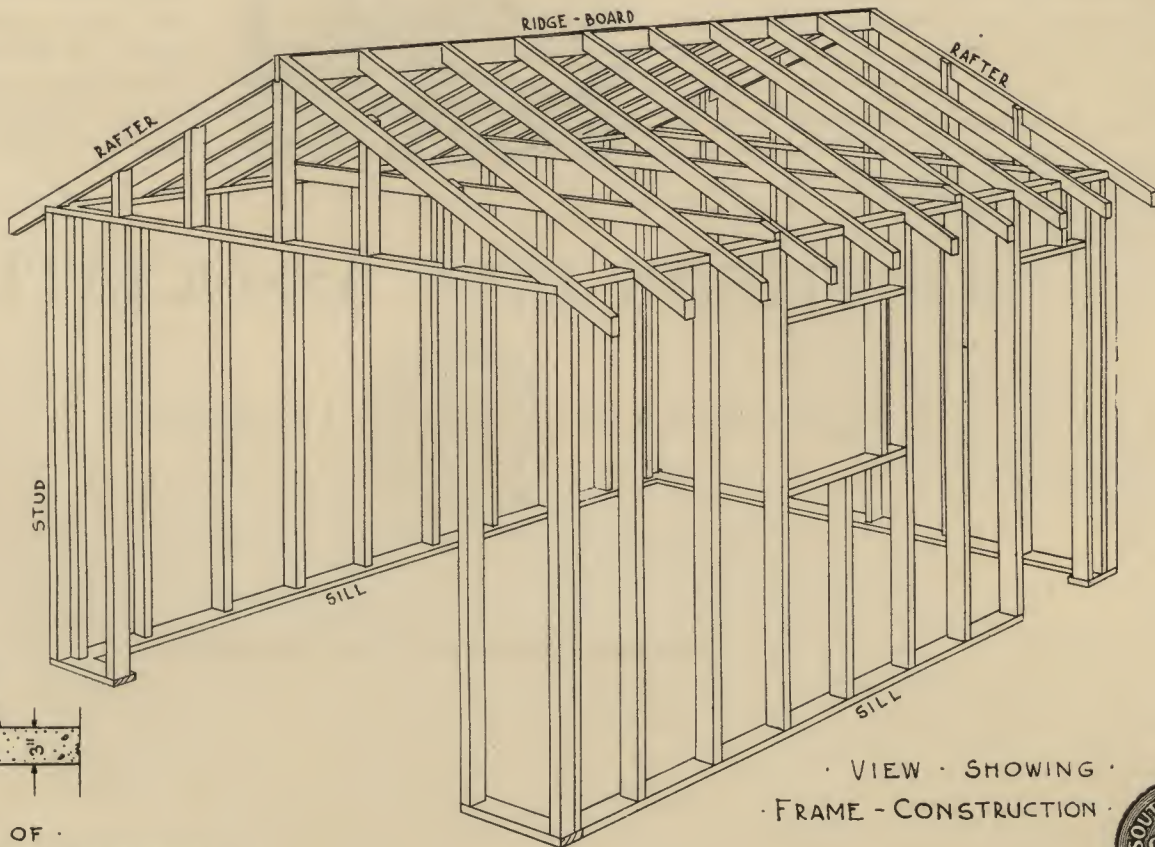 RIDGE - BOARD
RAFTER
RAFTER
STUD
SILL
SILL
3"
· VIEW · SHOWING ·
· FRAME - CONSTRUCTION ·
OF ·